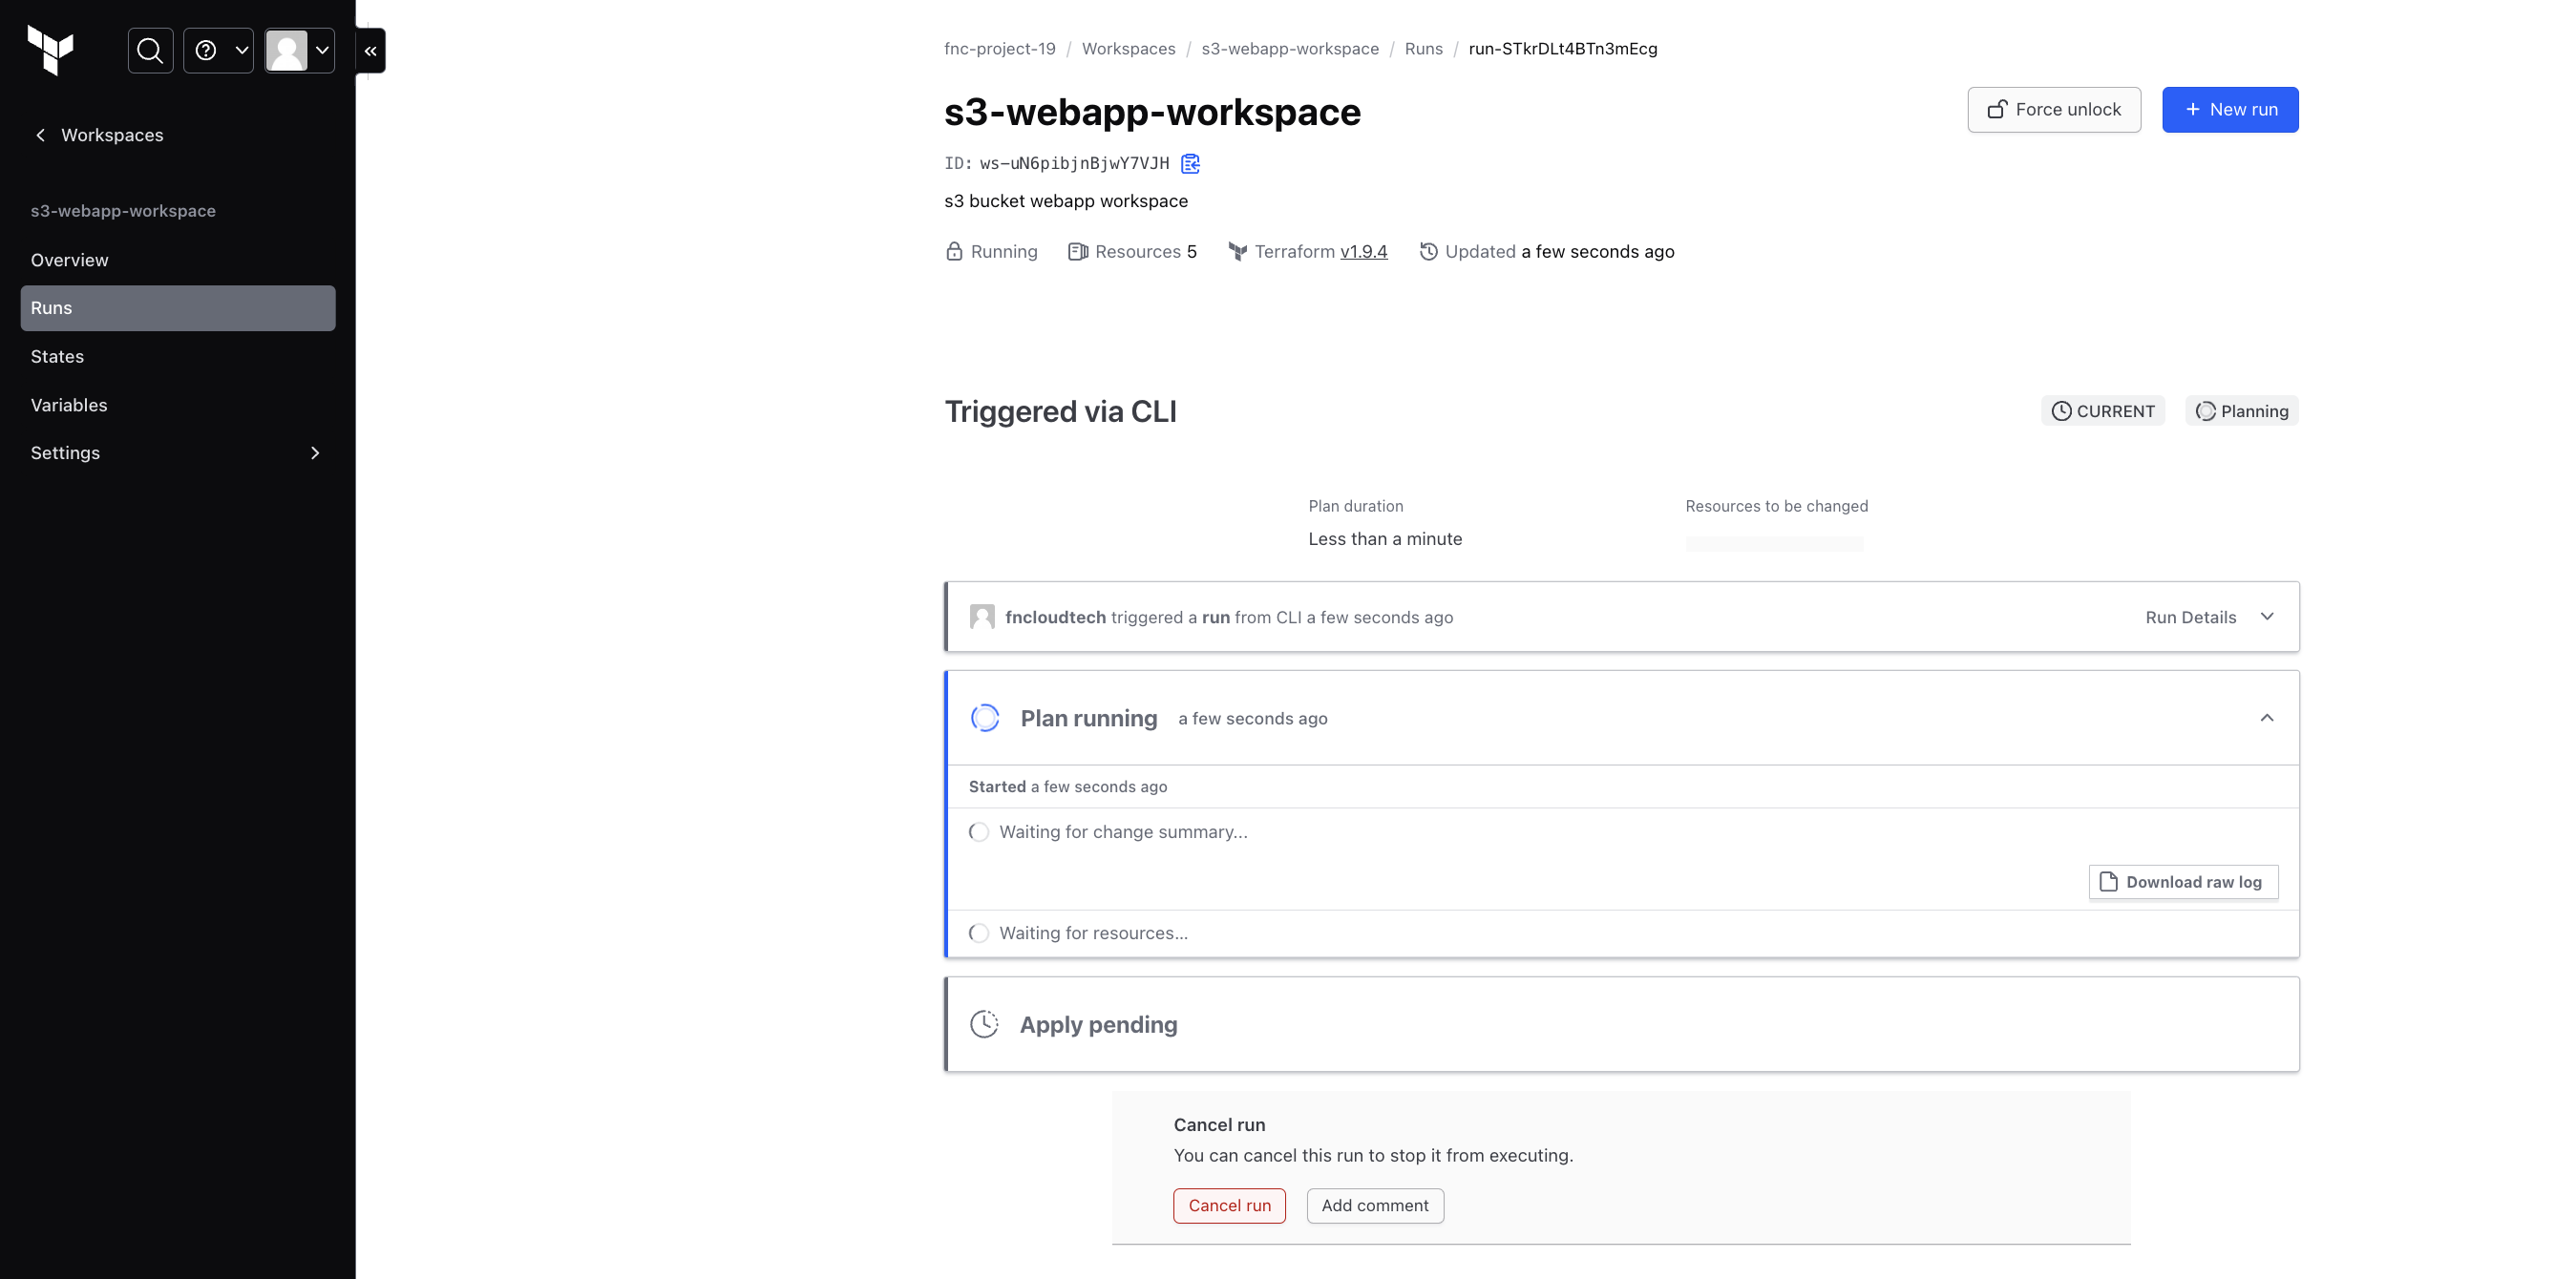 Workspaces
s3-webapp-workspace
Overview
Runs
States
Variables
Settings
fnc-project-19 / Workspaces / s3-webapp-workspace / Runs / run-STkrDLt4BTn3mEcg
s3-webapp-workspace
Force unlock
+ New run
ID: ws-uN6pibjnBjwY7VJH
s3 bucket webapp workspace
Running Resources 5 Terraform v1.9.4 Updated a few seconds ago
Triggered via CLI
CURRENT
Planning
Plan duration
Less than a minute
Resources to be changed
fncloudtech triggered a run from CLI a few seconds ago
Run Details
Plan running a few seconds ago
Started a few seconds ago
Waiting for change summary...
Download raw log
Waiting for resources...
Apply pending
Cancel run
You can cancel this run to stop it from executing.
Cancel run
Add comment